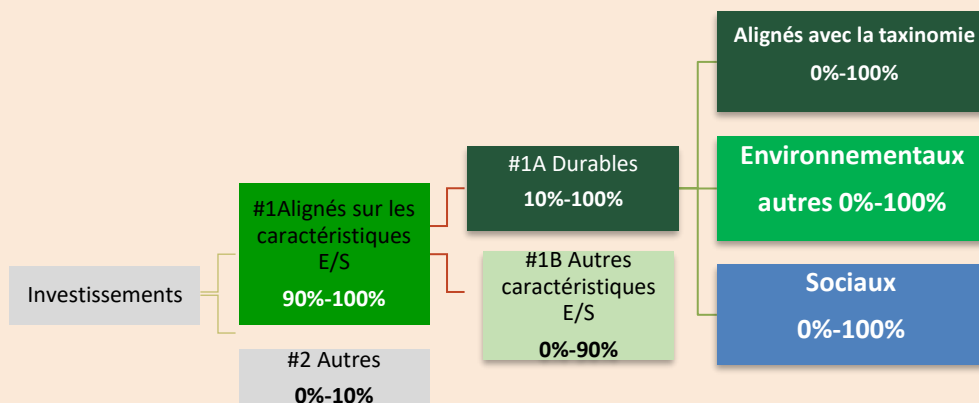 Investissements
#1Alignés sur les
caractéristiques
E/S
90%-100%
#2 Autres
0%-10%
#1A Durables
10%-100%
#1B Autres
caractéristiques
E/S
0%-90%
Alignés avec la taxinomie
0%-100%
Environnementaux
autres 0%-100%
Sociaux
0%-100%